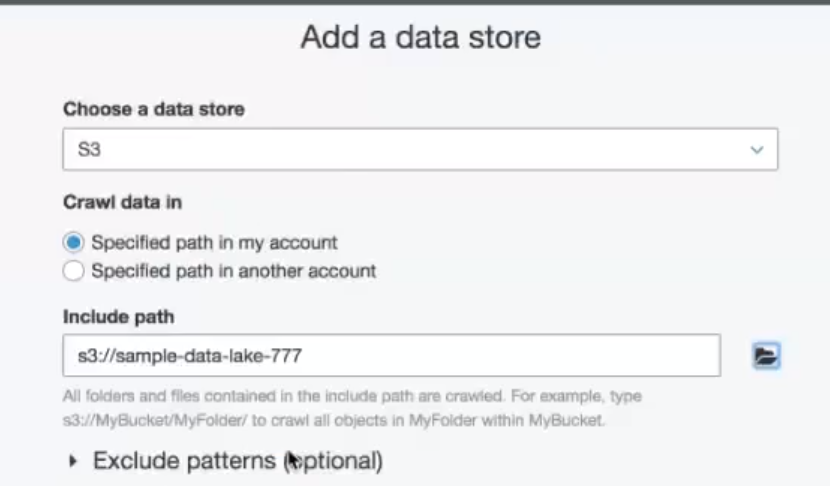 Add a data store
Choose a data store
S3
Crawl data in
Specified path in my account
Specified path in another account
Include path
s3://sample-data-lake-777
All folders and files contained in the include path are crawled. For example, type
s3://MyBucket/MyFolder/ to crawl all objects in MyFolder within MyBucket.
Exclude patterns (optional)